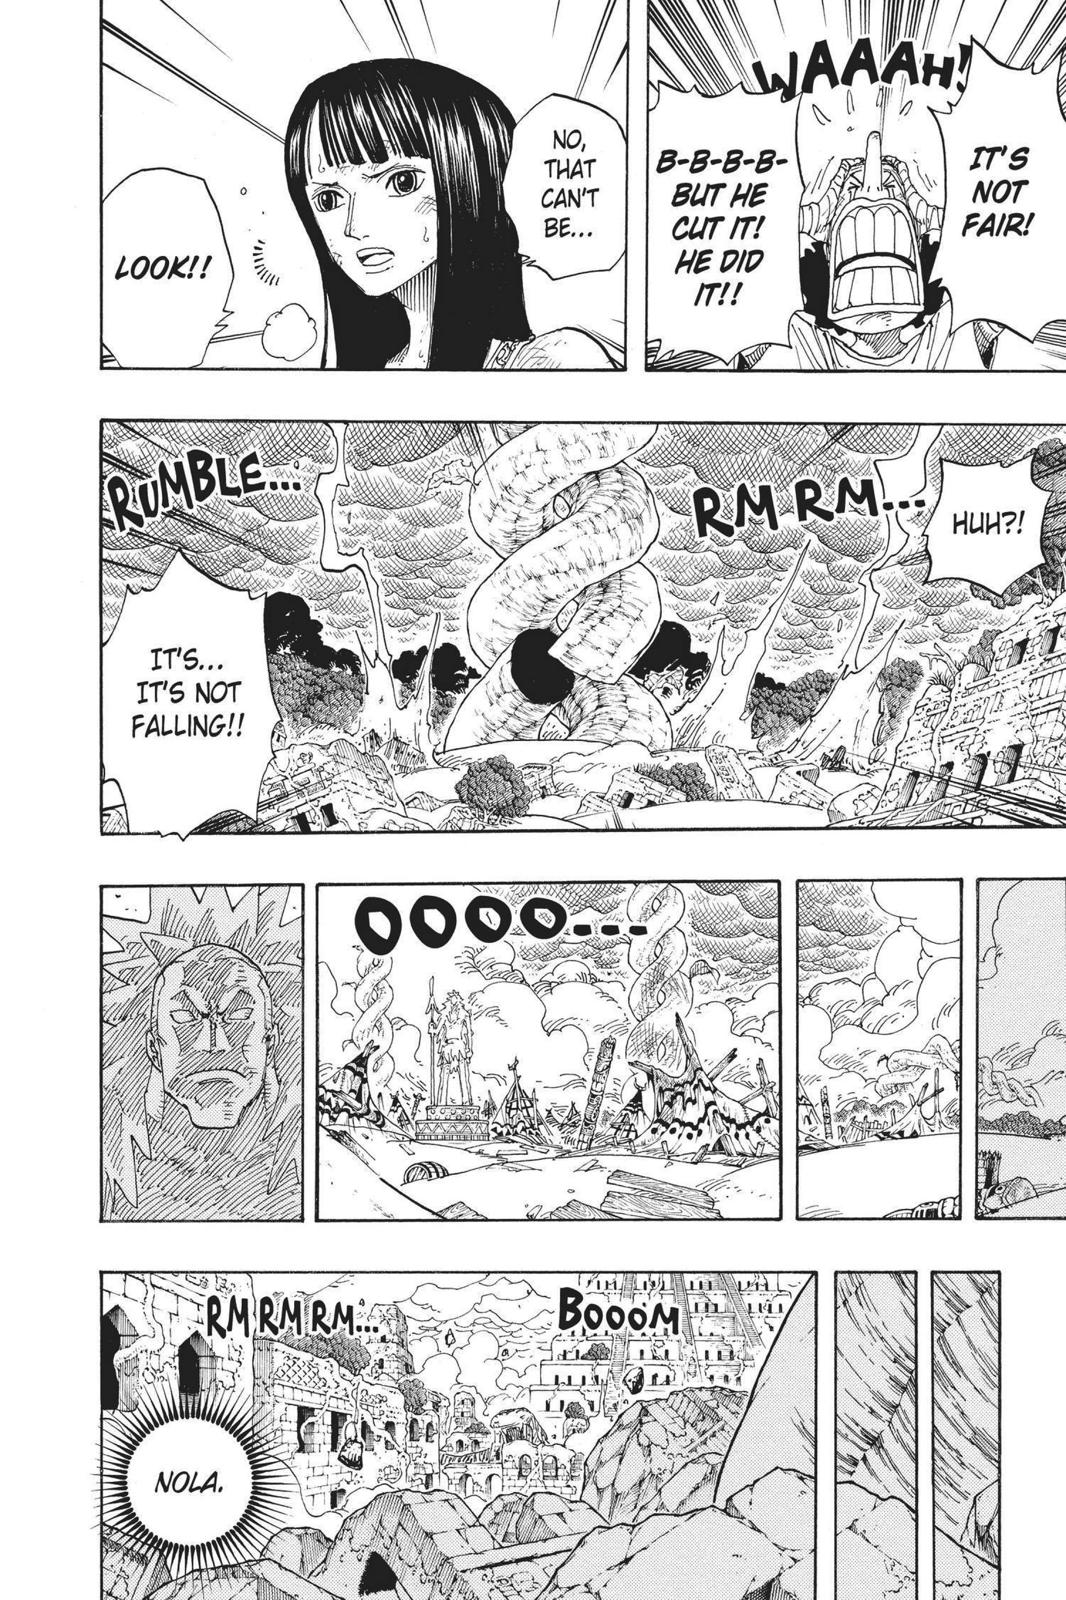 WAAAH!
IT'S
NOT
FAIR!
B-B-B-B-
BUT HE
CUT IT!
HE DID
IT!!
NO,
THAT
CAN'T
BE...
LOOK!!
HUH?!
RM RM...
RUMBLE...
IT'S...
IT'S NOT
FALLING!!
OOOO...
BOOOM
RM RM RM...
NOLA.